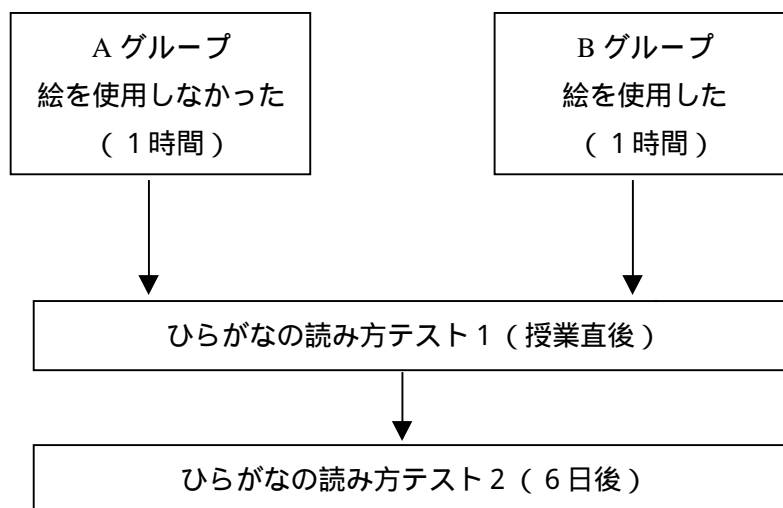 A グループ
絵を使用しなかった
（ 1 時間 ）
B グループ
絵を使用した
（ 1 時間 ）
ひらがなの読み方テスト 1 （ 授業直後 ）
ひらがなの読み方テスト 2 （ 6 日後 ）